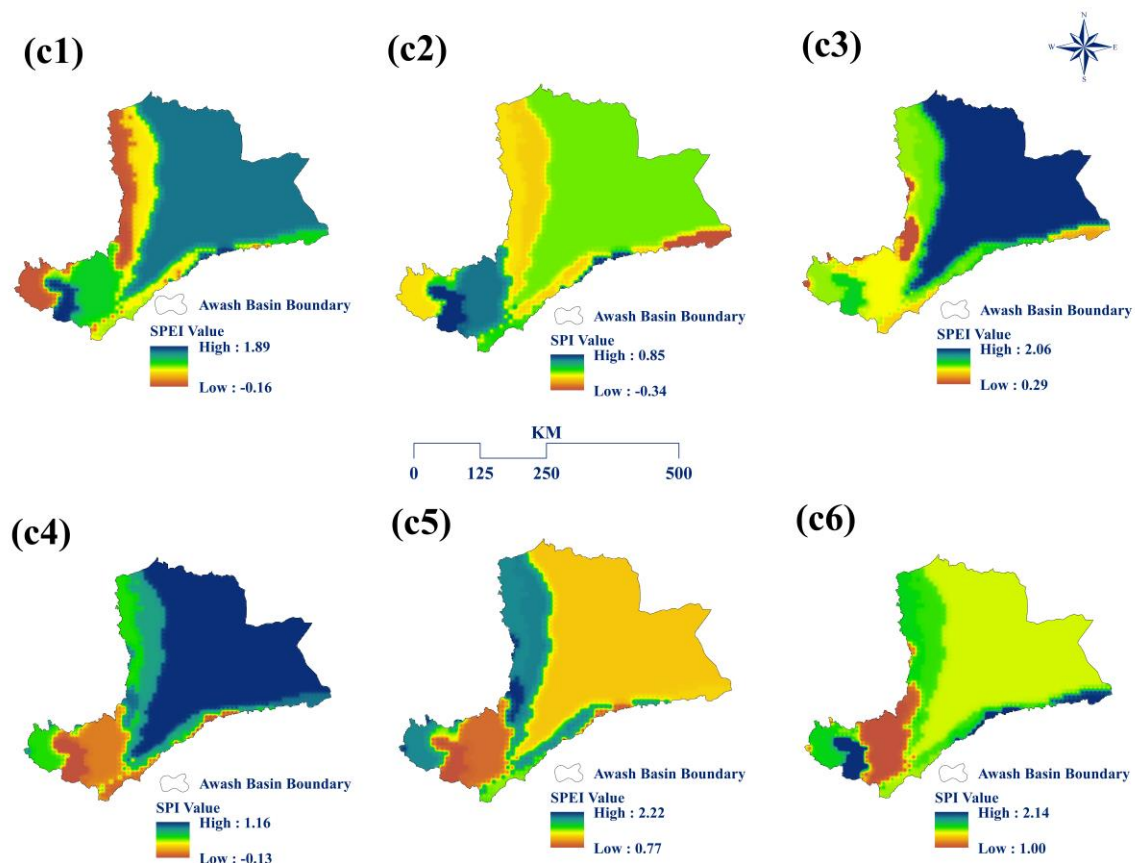 (c1)
(c2)
(c3)
N
W
E
S
Awash Basin Boundary
SPEI Value
High : 1.89
Low : -0.16
Awash Basin Boundary
SPI Value
High : 0.85
Low : -0.34
Awash Basin Boundary
SPEI Value
High : 2.06
Low : 0.29
KM
0 125 250 500
(c4)
(c5)
(c6)
Awash Basin Boundary
SPI Value
High : 1.16
Low : -0.13
Awash Basin Boundary
SPEI Value
High : 2.22
Low : 0.77
Awash Basin Boundary
SPI Value
High : 2.14
Low : 1.00